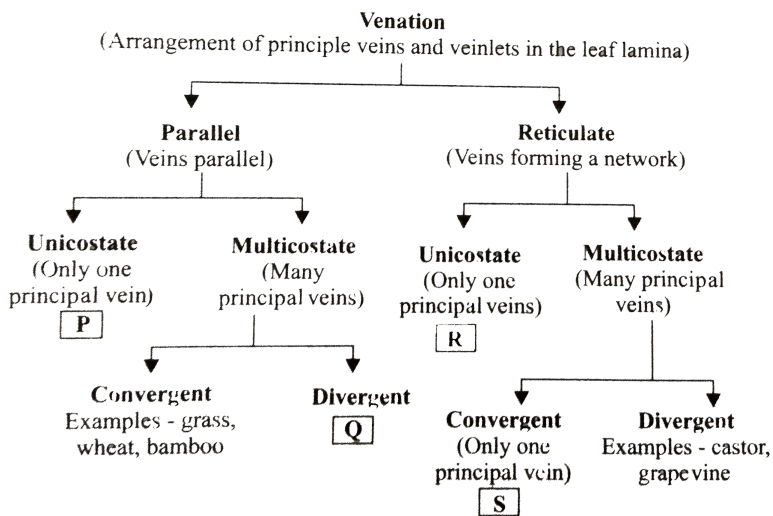 Venation
(Arrangement of principle veins and veinlets in the leaf lamina)
Parallel
(Veins parallel)
Reticulate
(Veins forming a network)
Unicostate
(Only one
principal vein)
P
Multicostate
(Many
principal veins)
Unicostate
(Only one
principal veins)
R
Multicostate
(Many principal
veins)
Convergent
Examples - grass,
wheat, bamboo
Divergent
Q
Convergent
(Only one
principal vein)
S
Divergent
Examples - castor,
grapevine